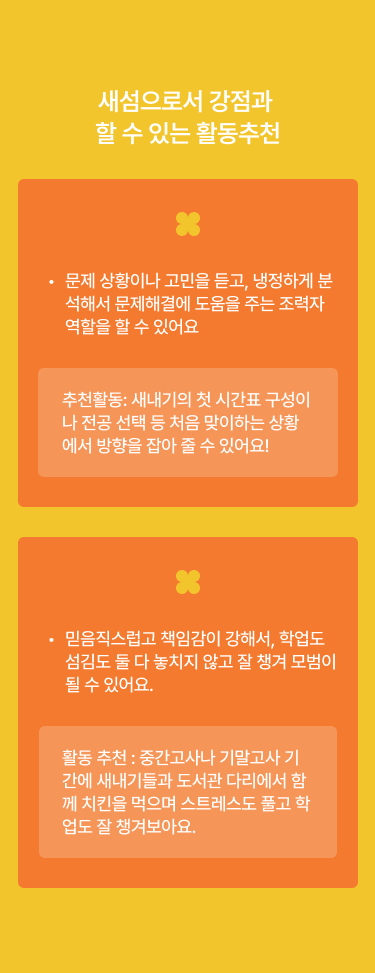 새섬으로서 강점과
할 수 있는 활동추천
• 문제 상황이나 고민을 듣고, 냉정하게 분
석해서 문제해결에 도움을 주는 조력자
역할을 할 수 있어요
추천활동: 새내기의 첫 시간표 구성이
나 전공 선택 등 처음 맞이하는 상황
에서 방향을 잡아 줄 수 있어요!
• 믿음직스럽고 책임감이 강해서, 학업도
섬김도 둘 다 놓치지 않고 잘 챙겨 모범이
될 수 있어요.
활동 추천 : 중간고사나 기말고사 기
간에 새내기들과 도서관 다리에서 함
께 치킨을 먹으며 스트레스도 풀고 학
업도 잘 챙겨보아요.